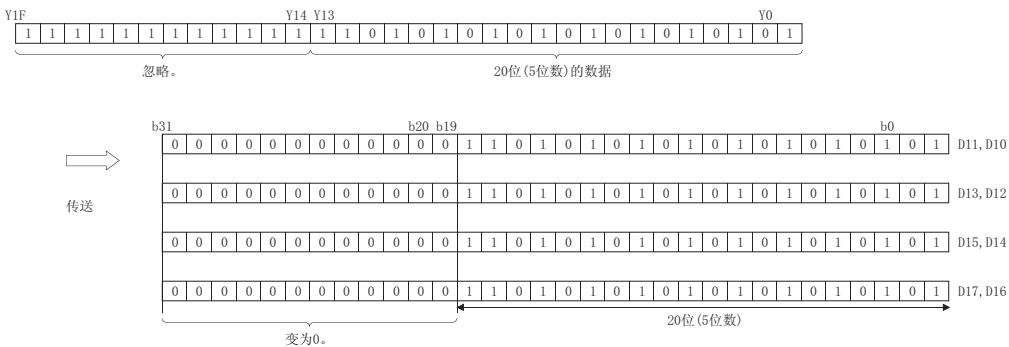 Y1F Y14 Y13 Y0
1 1 1 1 1 1 1 1 1 1 1 1 1 1 0 1 0 1 0 1 0 1 0 1 0 1 0 1 0 1 0 1
忽略。 20位(5位数)的数据
b31 b20 b19 b0
0 0 0 0 0 0 0 0 0 0 0 0 1 1 0 1 0 1 0 1 0 1 0 1 0 1 0 1 0 1 0 1 D11,D10
0 0 0 0 0 0 0 0 0 0 0 0 1 1 0 1 0 1 0 1 0 1 0 1 0 1 0 1 0 1 0 1 D13,D12
传送
0 0 0 0 0 0 0 0 0 0 0 0 1 1 0 1 0 1 0 1 0 1 0 1 0 1 0 1 0 1 0 1 D15,D14
0 0 0 0 0 0 0 0 0 0 0 0 1 1 0 1 0 1 0 1 0 1 0 1 0 1 0 1 0 1 0 1 D17,D16
20位(5位数)
变为0。